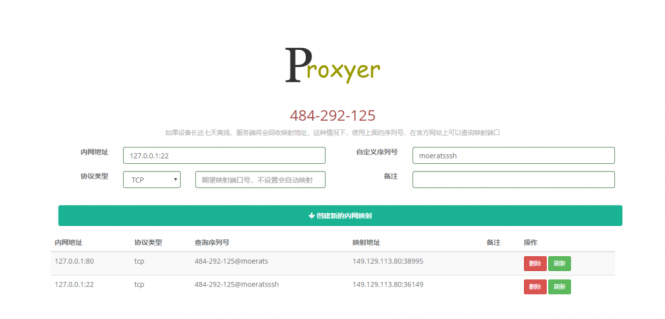 Proxyer
484-292-125
如果设备长达七天离线，服务端将会回收映射地址，这种情况下，使用上面的序列号，在官方网站上可以查询映射端口
内网地址 127.0.0.1:22 自定义序列号 moeratsssh
协议类型 TCP 期望映射端口号，不设置会自动映射 备注
创建新的内网映射
内网地址 协议类型 查询序列号 映射地址 备注 操作
127.0.0.1:80 tcp 484-292-125@moerats 149.129.113.80:38995 删除 刷新
127.0.0.1:22 tcp 484-292-125@moeratsssh 149.129.113.80:36149 删除 刷新